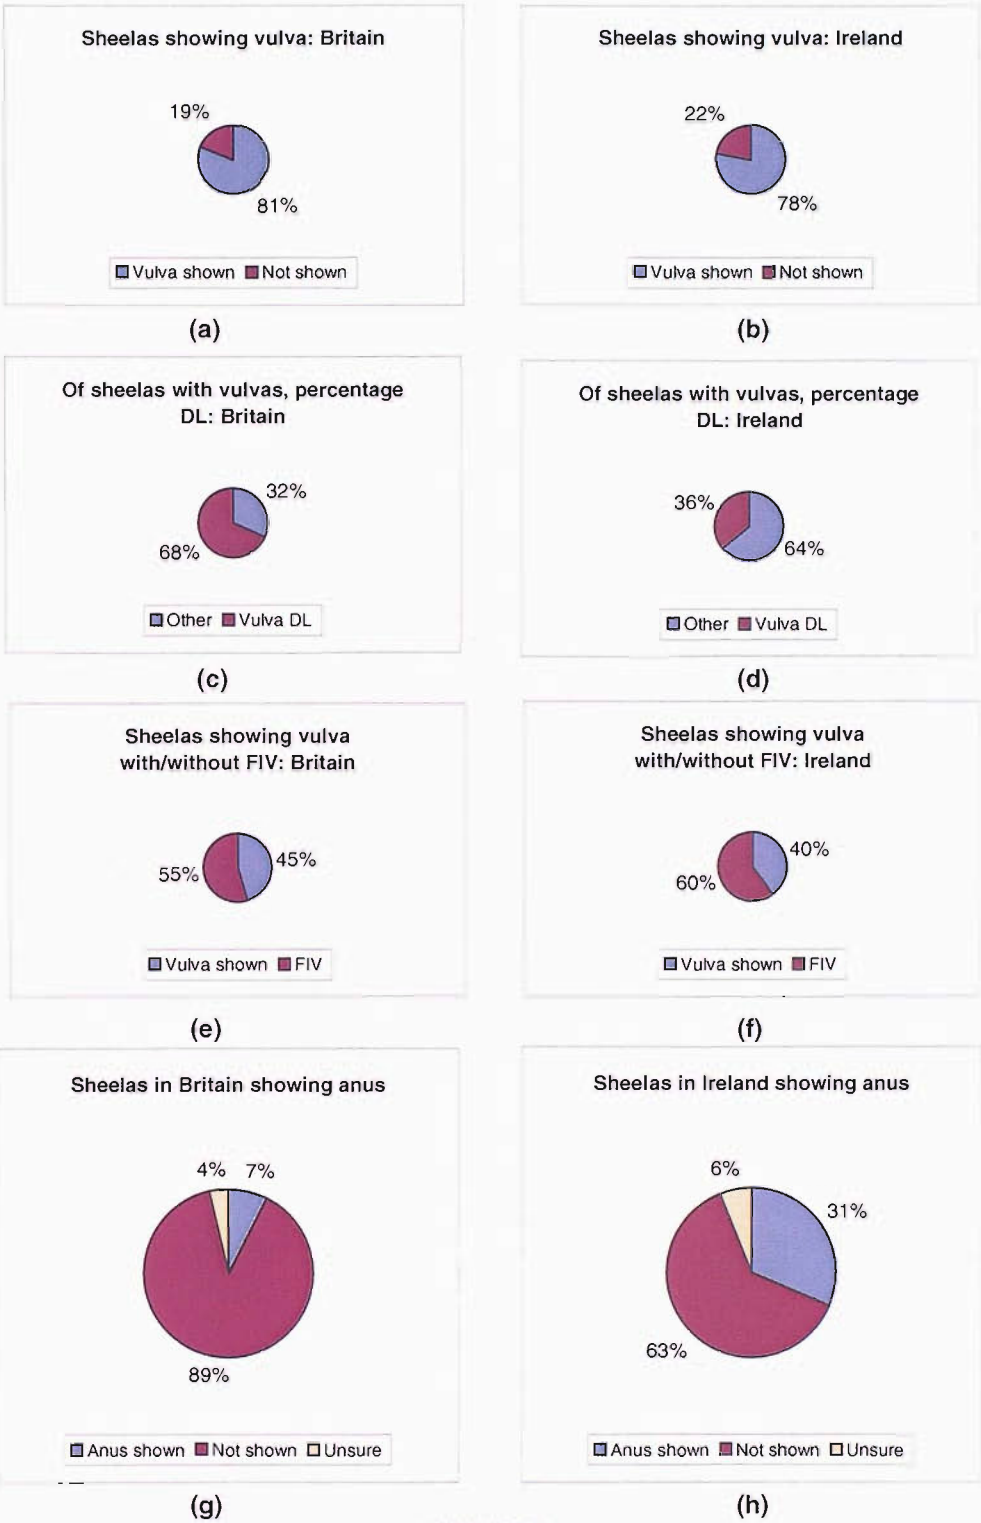 Sheelas showing vulva: Britain
19%
81%
Vulva shown Not shown
(a)
Sheelas showing vulva: Ireland
22%
78%
Vulva shown Not shown
(b)
Of sheelas with vulvas, percentage
DL: Britain
32%
68%
Other Vulva DL
(c)
Of sheelas with vulvas, percentage
DL: Ireland
36%
64%
Other Vulva DL
(d)
Sheelas showing vulva
with/without FIV: Britain
55%
45%
Vulva shown FIV
(e)
Sheelas showing vulva
with/without FIV: Ireland
40%
60%
Vulva shown FIV
(f)
Sheelas in Britain showing anus
4% 7%
89%
Anus shown Not shown Unsure
(g)
Sheelas in Ireland showing anus
6%
31%
63%
Anus shown Not shown Unsure
(h)